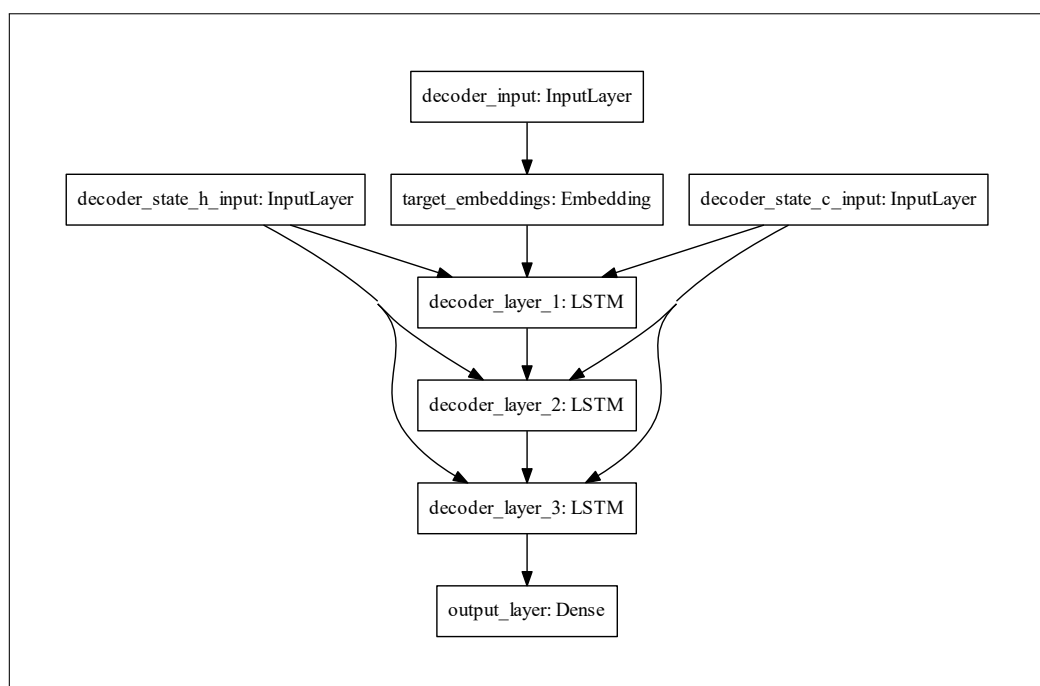 decoder_input: InputLayer
decoder_state_h_input: InputLayer
target_embeddings: Embedding
decoder_state_c_input: InputLayer
decoder_layer_1: LSTM
decoder_layer_2: LSTM
decoder_layer_3: LSTM
output_layer: Dense